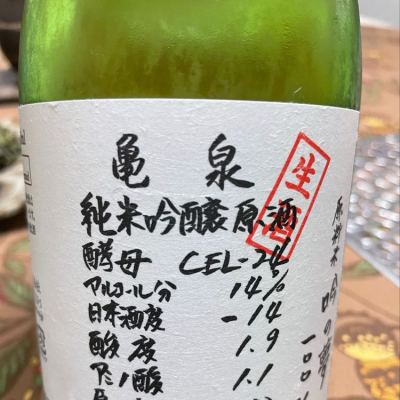 亀泉
生酒
純米吟醸原酒
酵母 CEL-24
アルコール分 14%
日本酒度 -14
酸度 1.9
アミノ酸 1.1
原料米 吟の夢